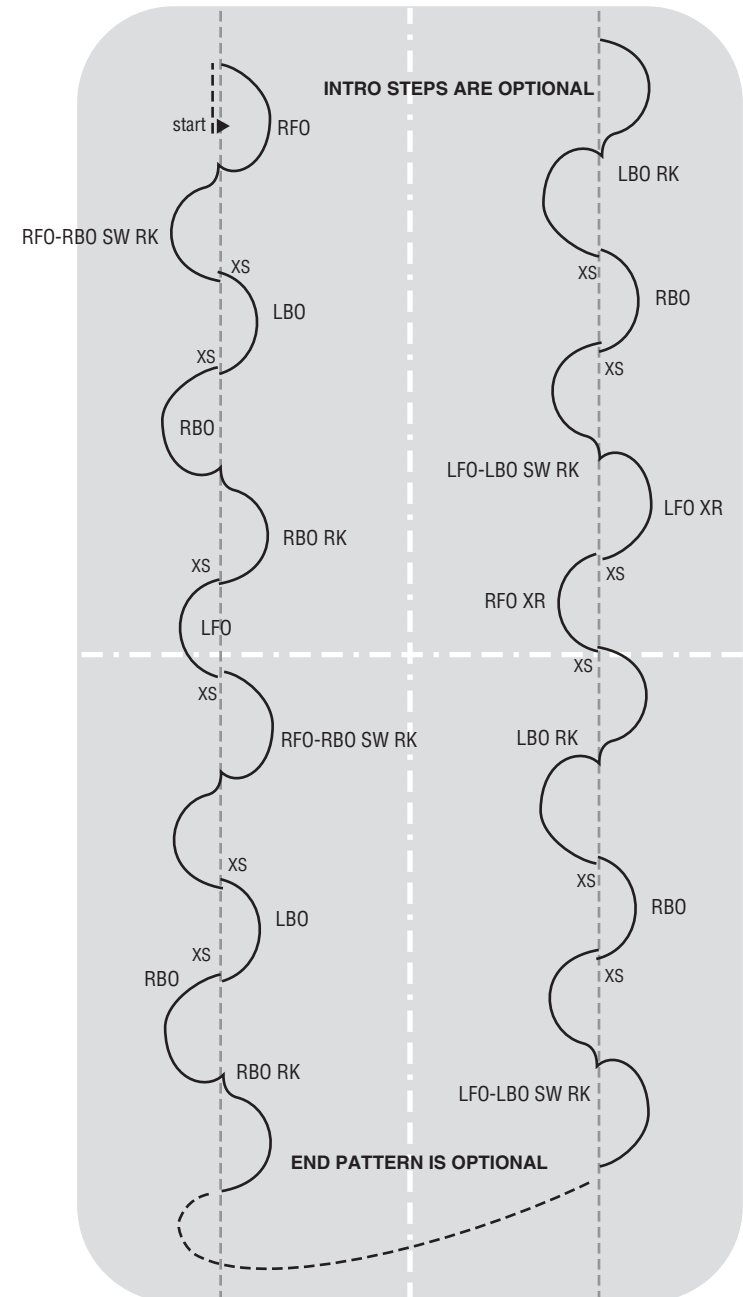 INTRO STEPS ARE OPTIONAL
start
RFO
RFO-RBO SW RK
XS
LBO
XS
RBO
RBO RK
XS
LFO
XS
RFO-RBO SW RK
XS
LBO
XS
RBO
RBO RK
END PATTERN IS OPTIONAL
LBO RK
XS
RBO
XS
LFO-LBO SW RK
LFO XR
XS
RFO XR
XS
LBO RK
XS
RBO
XS
LFO-LBO SW RK